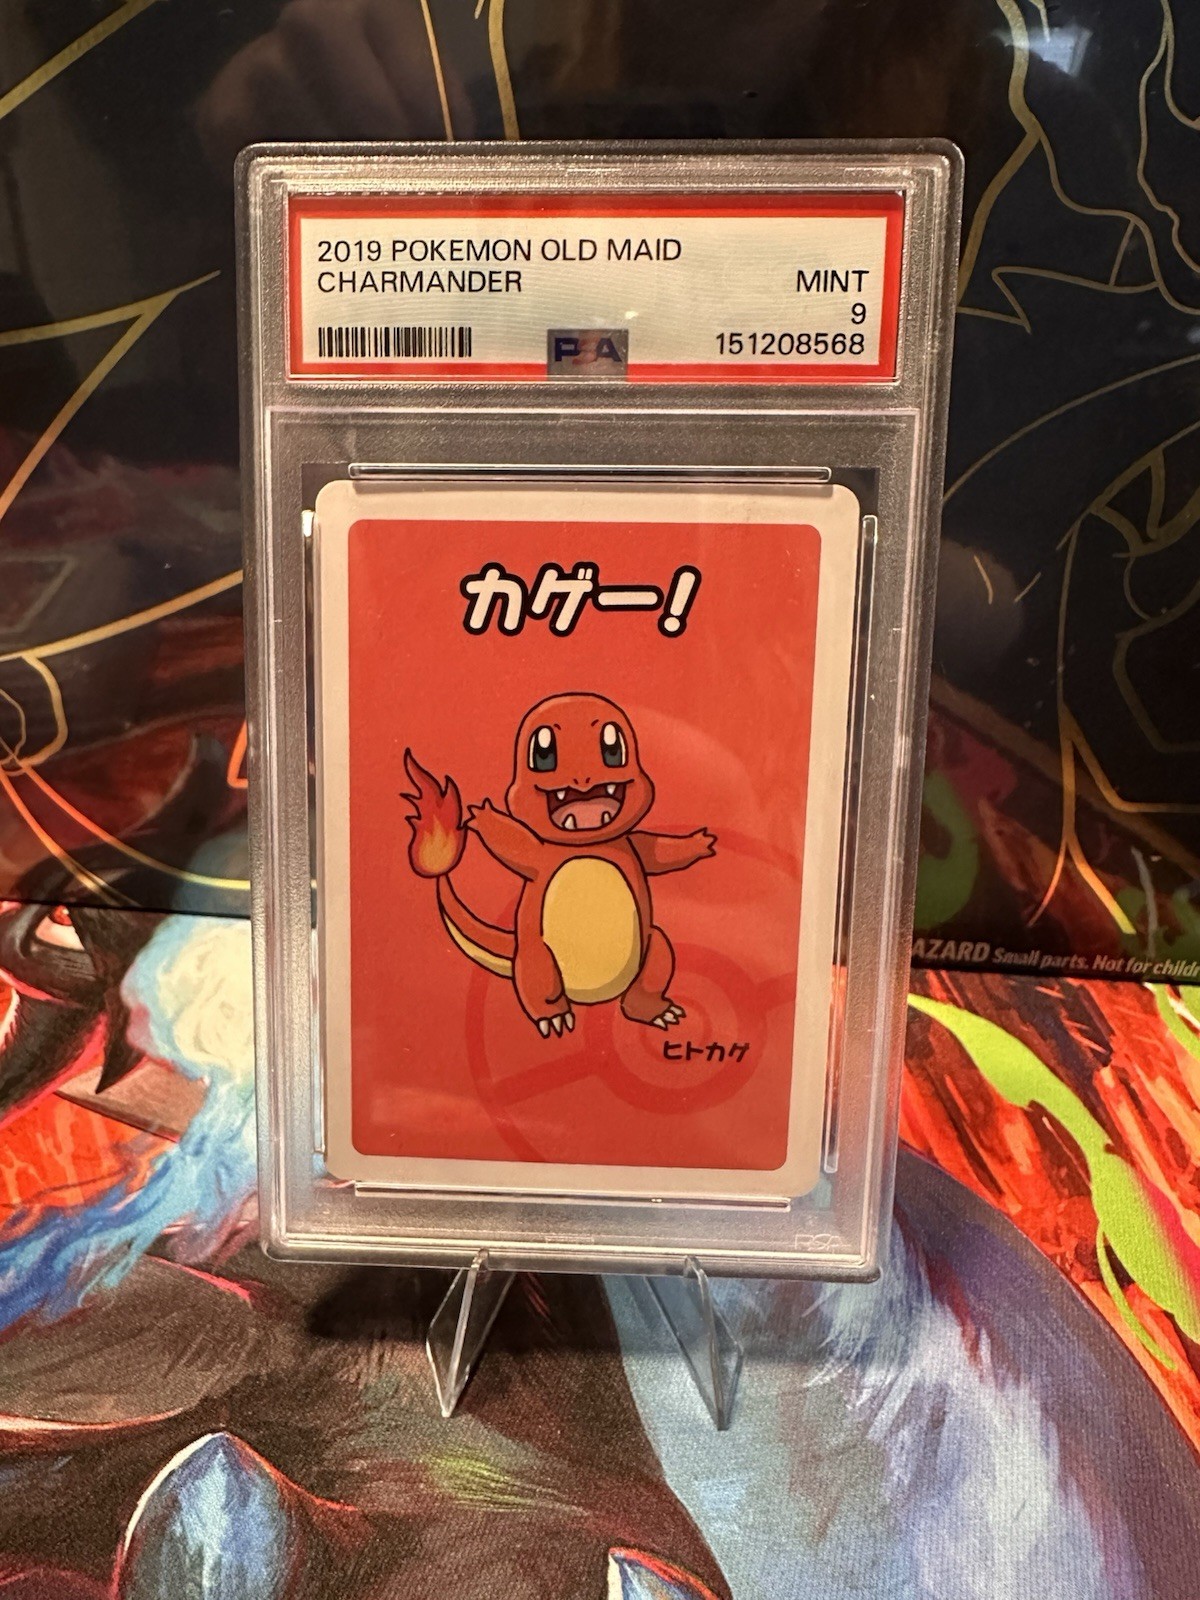 2019 POKEMON OLD MAID
CHARMANDER
MINT
9
PSA
151208568
カゲー!
ヒトカゲ
AZARD Small parts. Not for childr
PSA